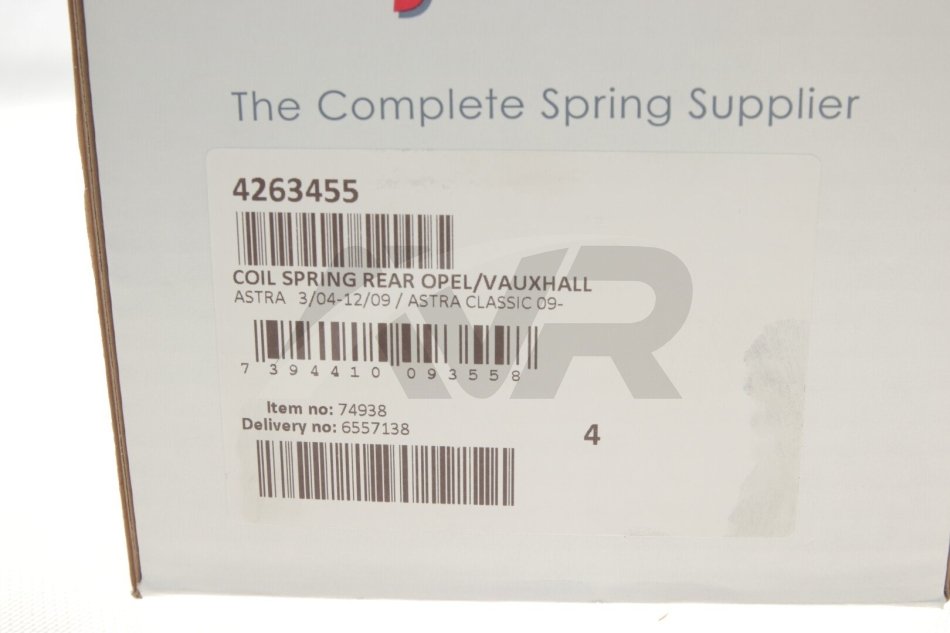 The Complete Spring Supplier
4263455
COIL SPRING REAR OPEL/VAUXHALL
ASTRA 3/04-12/09 / ASTRA CLASSIC 09-
7 394410 093558
Item no: 74938
Delivery no: 6557138
4